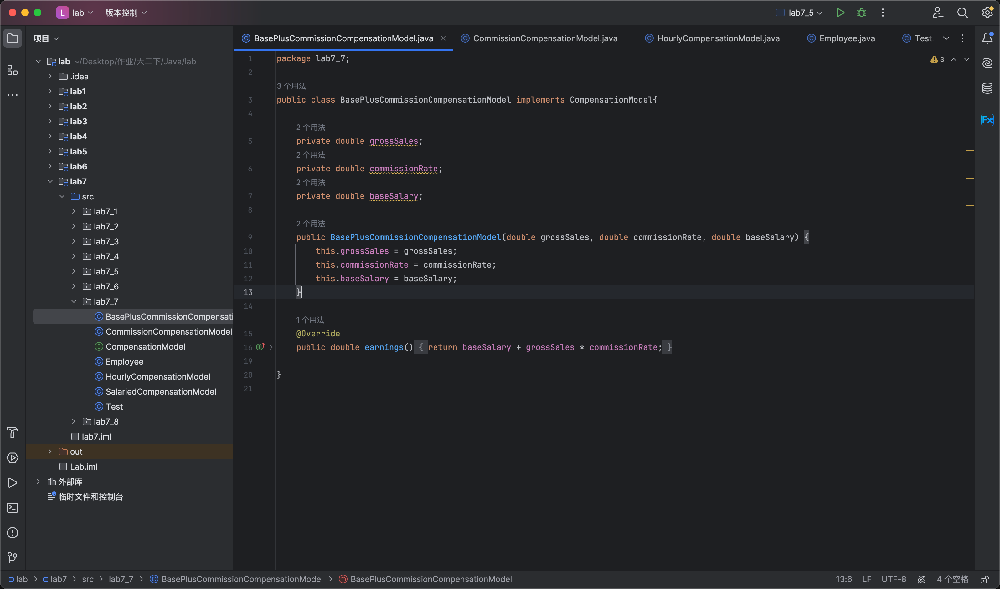 L lab 版本控制 lab7_5
项目
BasePlusCommissionCompensationModel.java CommissionCompensationModel.java HourlyCompensationModel.java Employee.java Test
lab ~/Desktop/作业/大二下/Java/lab
.idea
lab1
lab2
lab3
lab4
lab5
lab6
lab7
src
lab7_1
lab7_2
lab7_3
lab7_4
lab7_5
lab7_6
lab7_7
BasePlusCommissionCompensati
CommissionCompensationModel
CompensationModel
Employee
HourlyCompensationModel
SalariedCompensationModel
Test
lab7_8
lab7.iml
out
Lab.iml
外部库
临时文件和控制台
3
1 package lab7_7;
2
3 个用法
3 public class BasePlusCommissionCompensationModel implements CompensationModel{
4
2 个用法
5 private double grossSales;
2 个用法
6 private double commissionRate;
2 个用法
7 private double baseSalary;
8
2 个用法
9 public BasePlusCommissionCompensationModel(double grossSales, double commissionRate, double baseSalary) {
10 this.grossSales = grossSales;
11 this.commissionRate = commissionRate;
12 this.baseSalary = baseSalary;
13 }
14
1 个用法
15 @Override
16 public double earnings() { return baseSalary + grossSales * commissionRate; }
19
20 }
21
Fx
lab > lab7 > src > lab7_7 > BasePlusCommissionCompensationModel > BasePlusCommissionCompensationModel 13:6 LF UTF-8 4 个空格